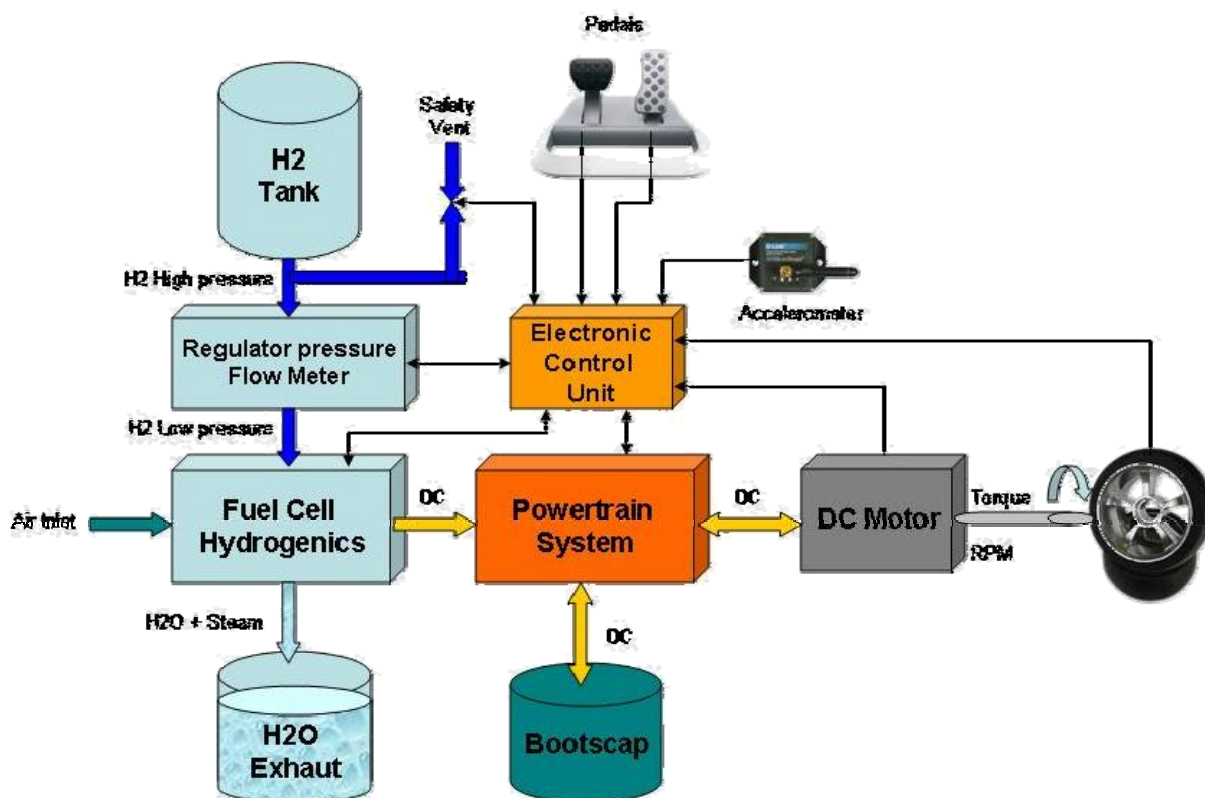 Pedals
Safety
Vent
H2
Tank
H2 High pressure
Accelerometer
Electronic
Control
Unit
Regulator pressure
Flow Meter
H2 Low pressure
Air Inlet
Fuel Cell
Hydrogenics
DC
Powertrain
System
DC
DC Motor
Torque
RPM
H2O + Steam
DC
H2O
Exhaut
Bootscap